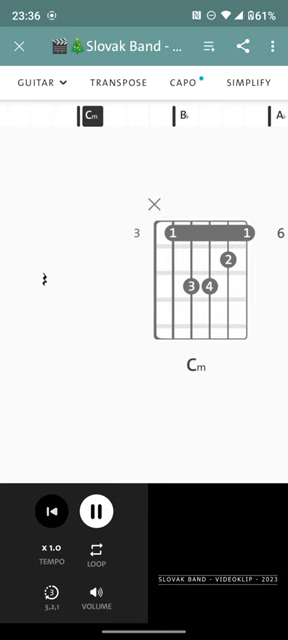 23:36
61%
🎬🎄Slovak Band - ...
GUITAR TRANSPOSE CAPO SIMPLIFY
Cm B♭ A♭
3 1 1 6
2
3 4
Cm
x 1.0
TEMPO LOOP
3
3,2,1 VOLUME
SLOVAK BAND - VIDEOKLIP - 2023